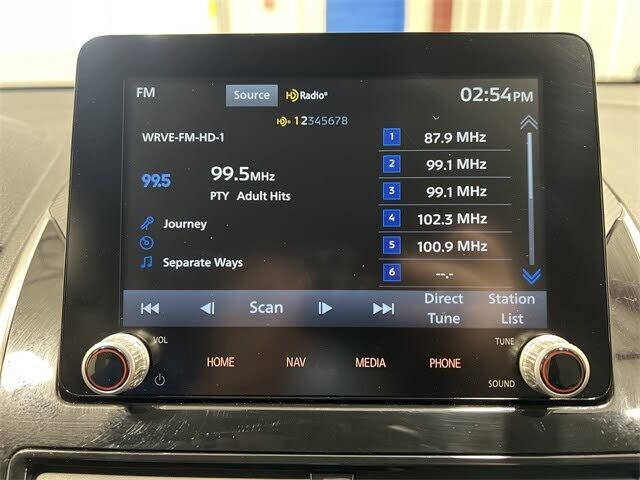 FM Source HD Radio® 02:54PM
HD 12345678
WRVE-FM-HD-1
99.5 99.5MHz
PTY Adult Hits
Journey
Separate Ways
1 87.9 MHz
2 99.1 MHz
3 99.1 MHz
4 102.3 MHz
5 100.9 MHz
6 --.-
Scan Direct Tune Station List
VOL TUNE
HOME NAV MEDIA PHONE
SOUND